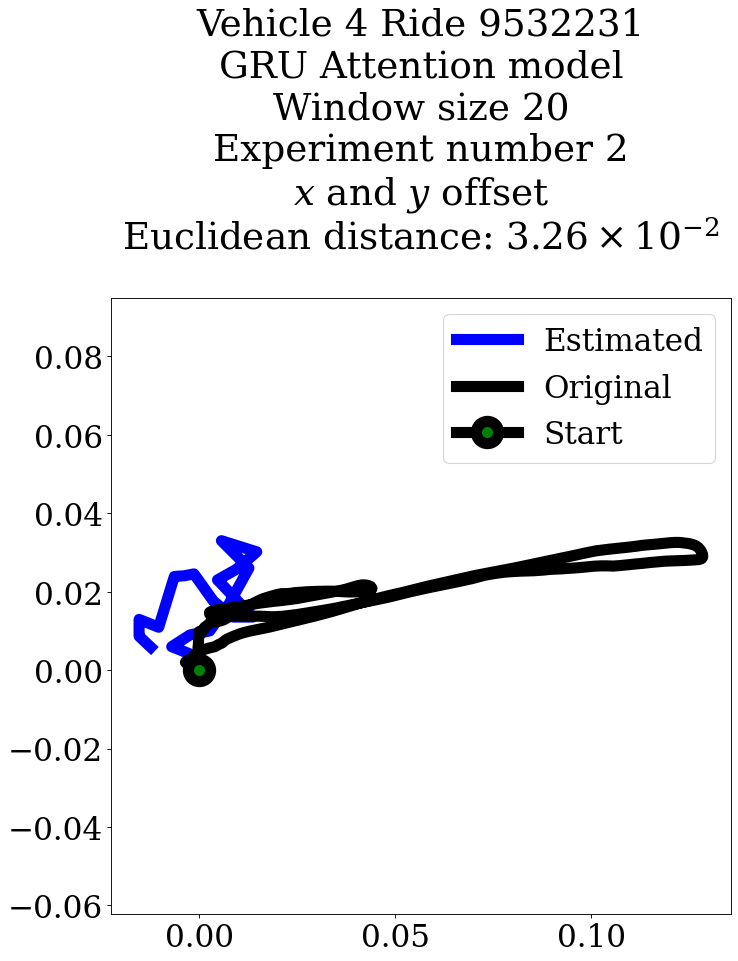 Vehicle 4 Ride 9532231
GRU Attention model
Window size 20
Experiment number 2
x and y offset
Euclidean distance: 3.26 × 10⁻²
Estimated
Original
Start
0.08
0.06
0.04
0.02
0.00
−0.02
−0.04
−0.06
0.00 0.05 0.10